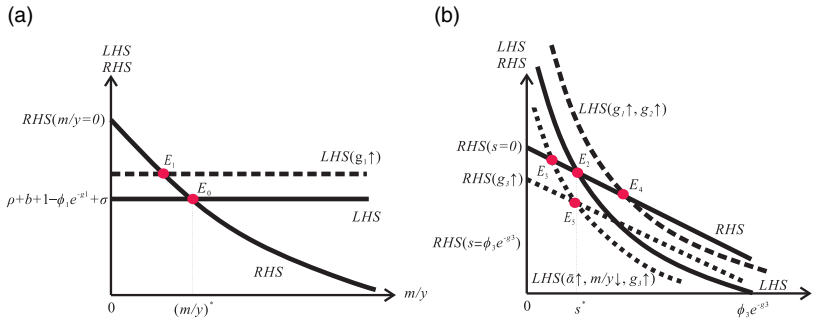 (a)
LHS
RHS
RHS(m/y=0)
E₁
LHS(g₁↑)
E₀
ρ+b+1−ϕ₁e^{-g1}+σ
LHS
RHS
m/y
0
(m/y)*
(b)
LHS
RHS
LHS(g₁↑, g₂↑)
RHS(s=0)
E₂
E₃
E₄
RHS(g₃↑)
E₅
RHS
RHS(s=ϕ₃e^{-g3})
LHS(ᾱ↑, m/y↓, g₃↑)
LHS
0
s*
ϕ₃e^{-g3}